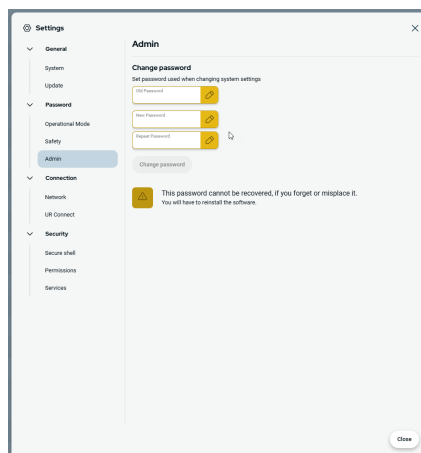 Settings
General
System
Update
Password
Operational Mode
Safety
Admin
Connection
Network
UR Connect
Security
Secure shell
Permissions
Services
Admin
Change password
Set password used when changing system settings
Old Password
New Password
Repeat Password
Change password
This password cannot be recovered, if you forget or misplace it.
You will have to reinstall the software.
Close